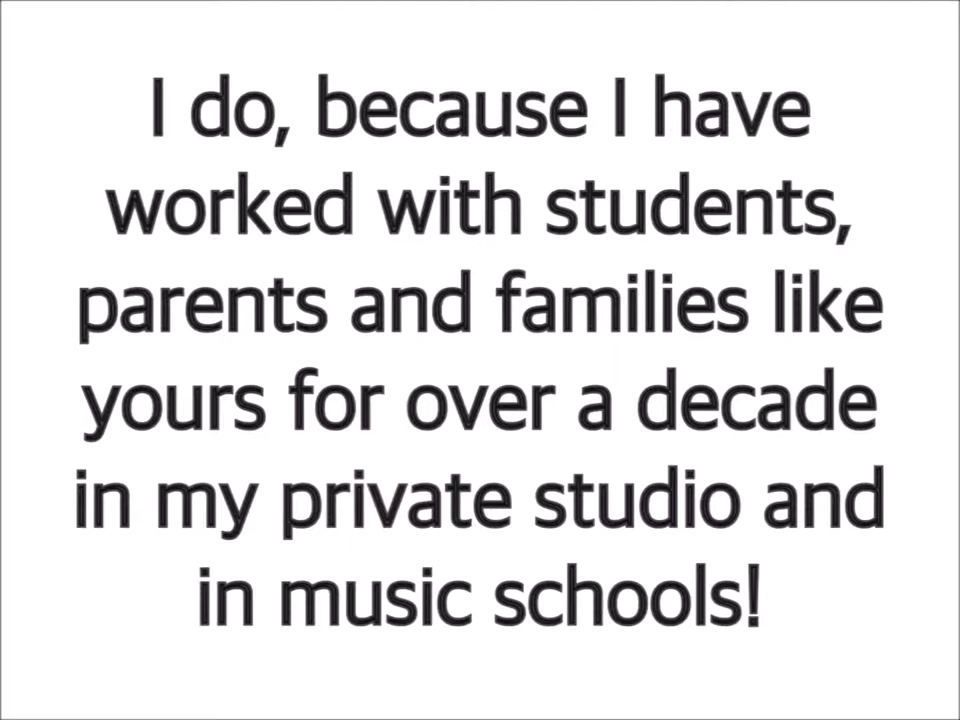 I do, because I have
worked with students,
parents and families like
yours for over a decade
in my private studio and
in music schools!